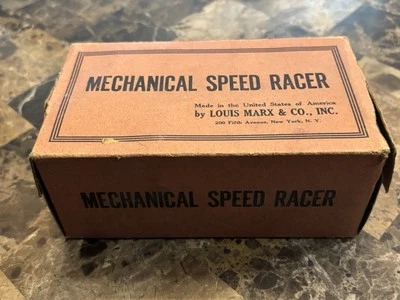 MECHANICAL SPEED RACER
Made in the United States of America
by LOUIS MARX & CO., INC.
200 Fifth Avenue, New York, N. Y.
MECHANICAL SPEED RACER